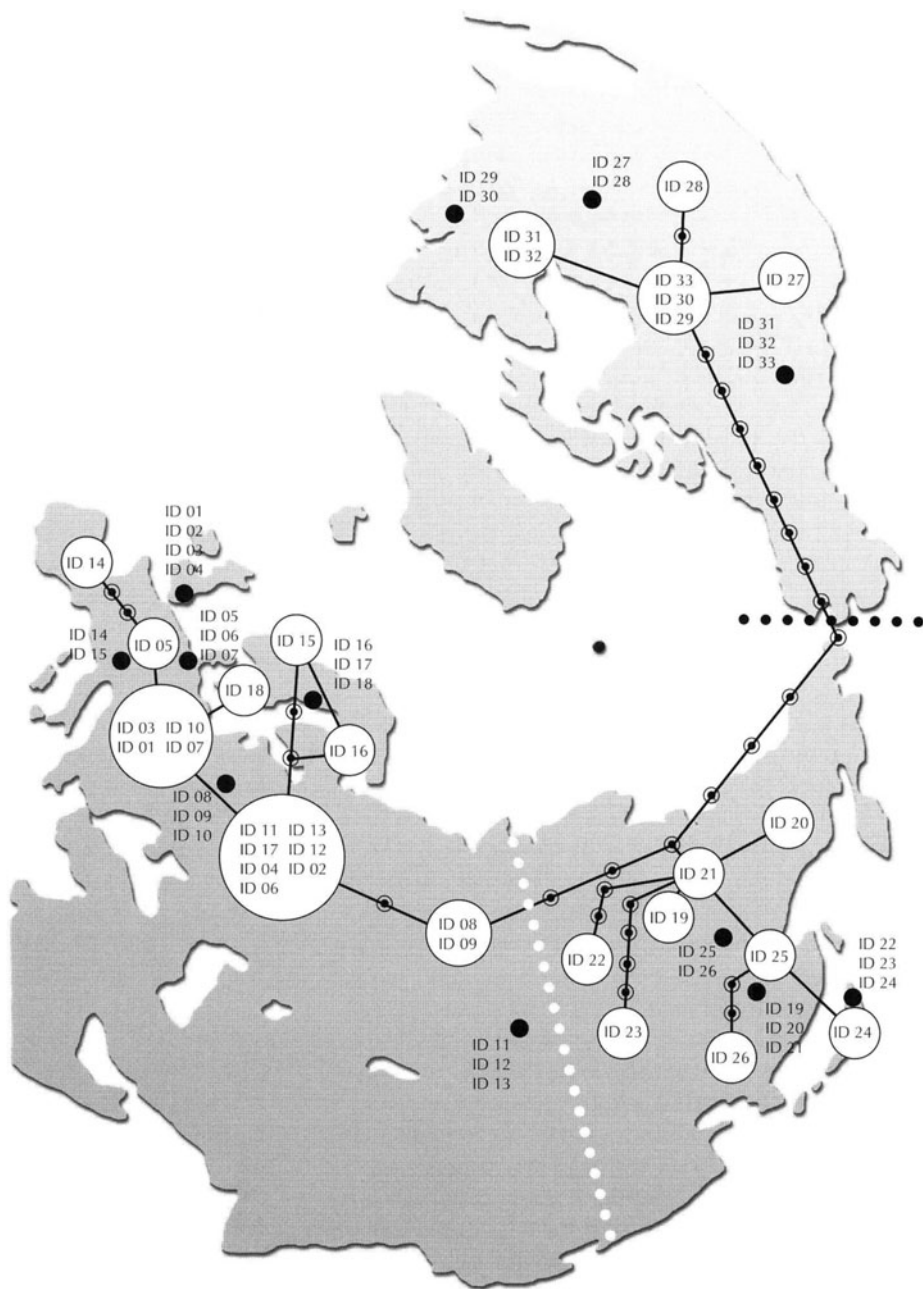 ID 27
ID 28
ID 29
ID 30
ID 28
ID 31
ID 32
ID 27
ID 33
ID 30
ID 29
ID 31
ID 32
ID 33
ID 01
ID 02
ID 03
ID 04
ID 14
ID 05
ID 06
ID 07
ID 14
ID 15
ID 05
ID 15
ID 16
ID 17
ID 18
ID 18
ID 03 ID 10
ID 01 ID 07
ID 16
ID 08
ID 09
ID 10
ID 11 ID 13
ID 17 ID 12
ID 04 ID 02
ID 06
ID 20
ID 21
ID 08
ID 09
ID 19
ID 22
ID 25
ID 26
ID 25
ID 22
ID 23
ID 24
ID 23
ID 19
ID 20
ID 21
ID 24
ID 26
ID 11
ID 12
ID 13